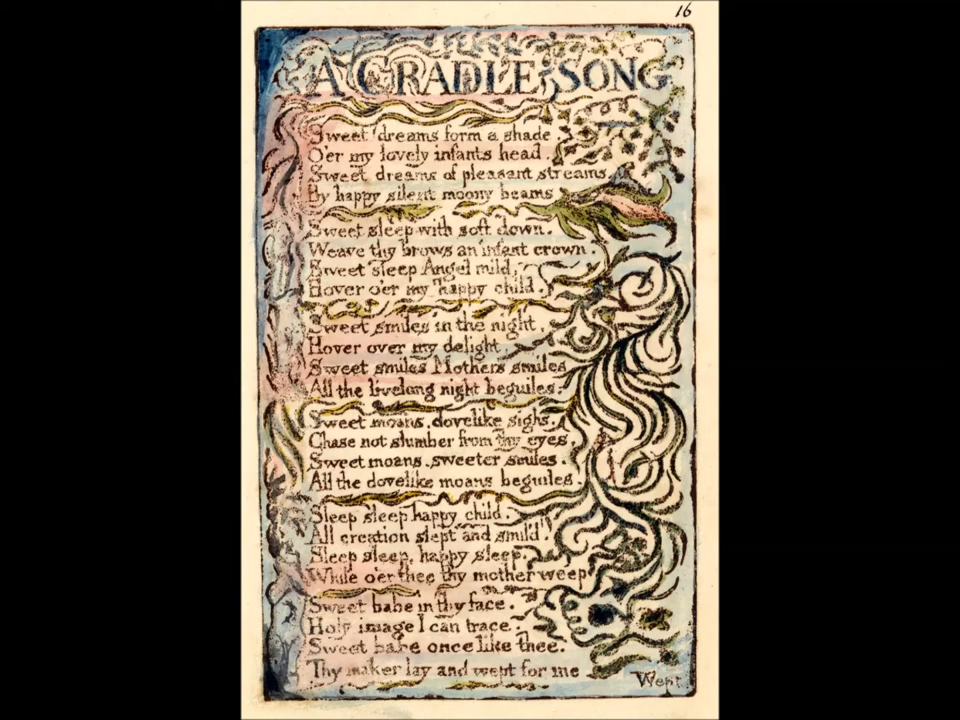 16
A CRADLE SONG
Sweet dreams form a shade.
O'er my lovely infants head.
Sweet dreams of pleasant streams.
By happy silent moony beams
Sweet sleep with soft down.
Weave thy brows an infant crown.
Sweet sleep Angel mild,
Hover o'er my happy child.
Sweet smiles in the night,
Hover over my delight.
Sweet smiles Mothers smiles
All the livelong night beguiles.
Sweet moans, dovelike sighs,
Chase not slumber from thy eyes.
Sweet moans, sweeter smiles.
All the dovelike moans beguiles.
Sleep sleep happy child.
All creation slept and smil'd.
Sleep sleep, happy sleep,
While o'er thee thy mother weep
Sweet babe in thy face.
Holy image I can trace.
Sweet babe once like thee.
Thy maker lay and wept for me
Wept